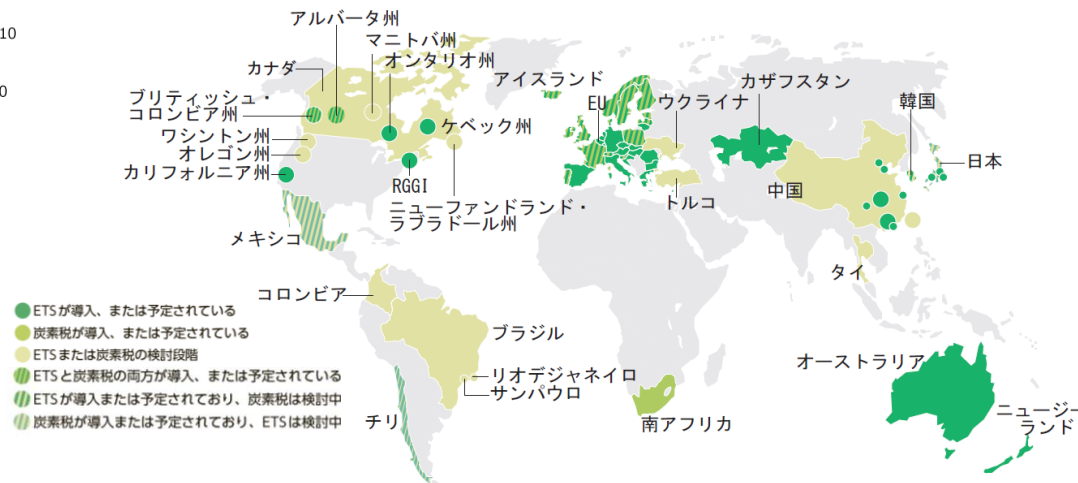 10
0
アルバータ州
マニトバ州
オンタリオ州
カナダ
ブリティッシュ・
コロンビア州
ワシントン州
オレゴン州
カリフォルニア州
ケベック州
RGGI
ニューファンドランド・
ラブラドール州
メキシコ
アイスランド
EU
ウクライナ
カザフスタン
韓国
日本
中国
トルコ
タイ
コロンビア
ブラジル
リオデジャネイロ
サンパウロ
チリ
南アフリカ
オーストラリア
ニュージー
ランド
ETSが導入、または予定されている
炭素税が導入、または予定されている
ETSまたは炭素税の検討段階
ETSと炭素税の両方が導入、または予定されている
ETSが導入または予定されており、炭素税は検討中
炭素税が導入または予定されており、ETSは検討中